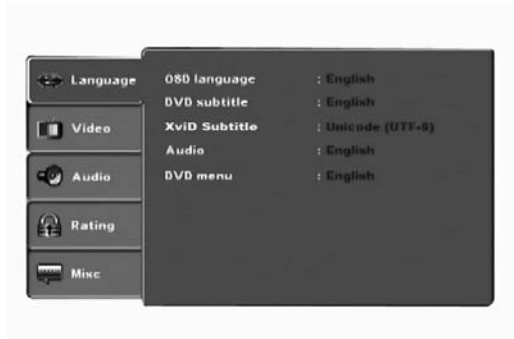 Language
Video
Audio
Rating
Misc
OSD language : English
DVD subtitle : English
XviD Subtitle : Unicode (UTF-8)
Audio : English
DVD menu : English